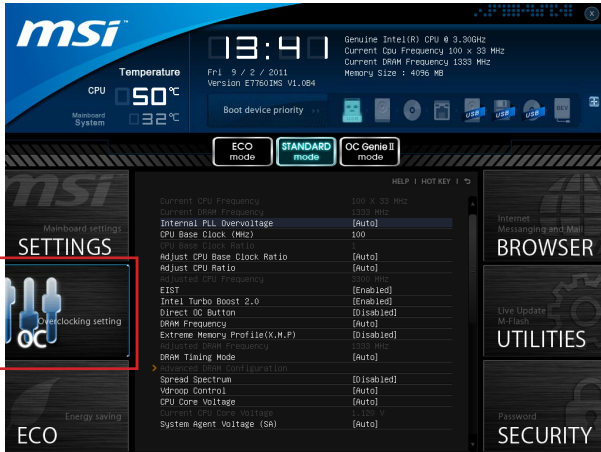 msi
13:41
Temperature
CPU 50°C
Mainboard System 32°C
Fri 9 / 2 / 2011
Version E7760IMS V1.0B4
Genuine Intel(R) CPU @ 3.30GHz
Current Cpu Frequency 100 x 33 MHz
Current DRAM Frequency 1333 MHz
Memory Size : 4096 MB
Boot device priority
USB
USB
USB
DEV
ECO mode
STANDARD mode
OC Genie II mode
HELP | HOT KEY |
msi
Mainboard settings
SETTINGS
Overclocking setting
OC
Energy saving
ECO
Current CPU Frequency 100 X 33 MHz
Current DRAM Frequency 1333 MHz
Internal PLL Overvoltage [Auto]
CPU Base Clock (MHz) 100
CPU Base Clock Ratio 1
Adjust CPU Base Clock Ratio [Auto]
Adjust CPU Ratio [Auto]
Adjusted CPU Frequency 3300 MHz
EIST [Enabled]
Intel Turbo Boost 2.0 [Enabled]
Direct OC Button [Disabled]
DRAM Frequency [Auto]
Extreme Memory Profile(X.M.P) [Disabled]
Adjusted DRAM Frequency 1333 MHz
DRAM Timing Mode [Auto]
Advanced DRAM Configuration
Spread Spectrum [Disabled]
Vdroop Control [Auto]
CPU Core Voltage [Auto]
Current CPU Core Voltage 1.120 V
System Agent Voltage (SA) [Auto]
Internet
Messanging and Mail
BROWSER
Live Update
M-Flash
UTILITIES
Password
SECURITY